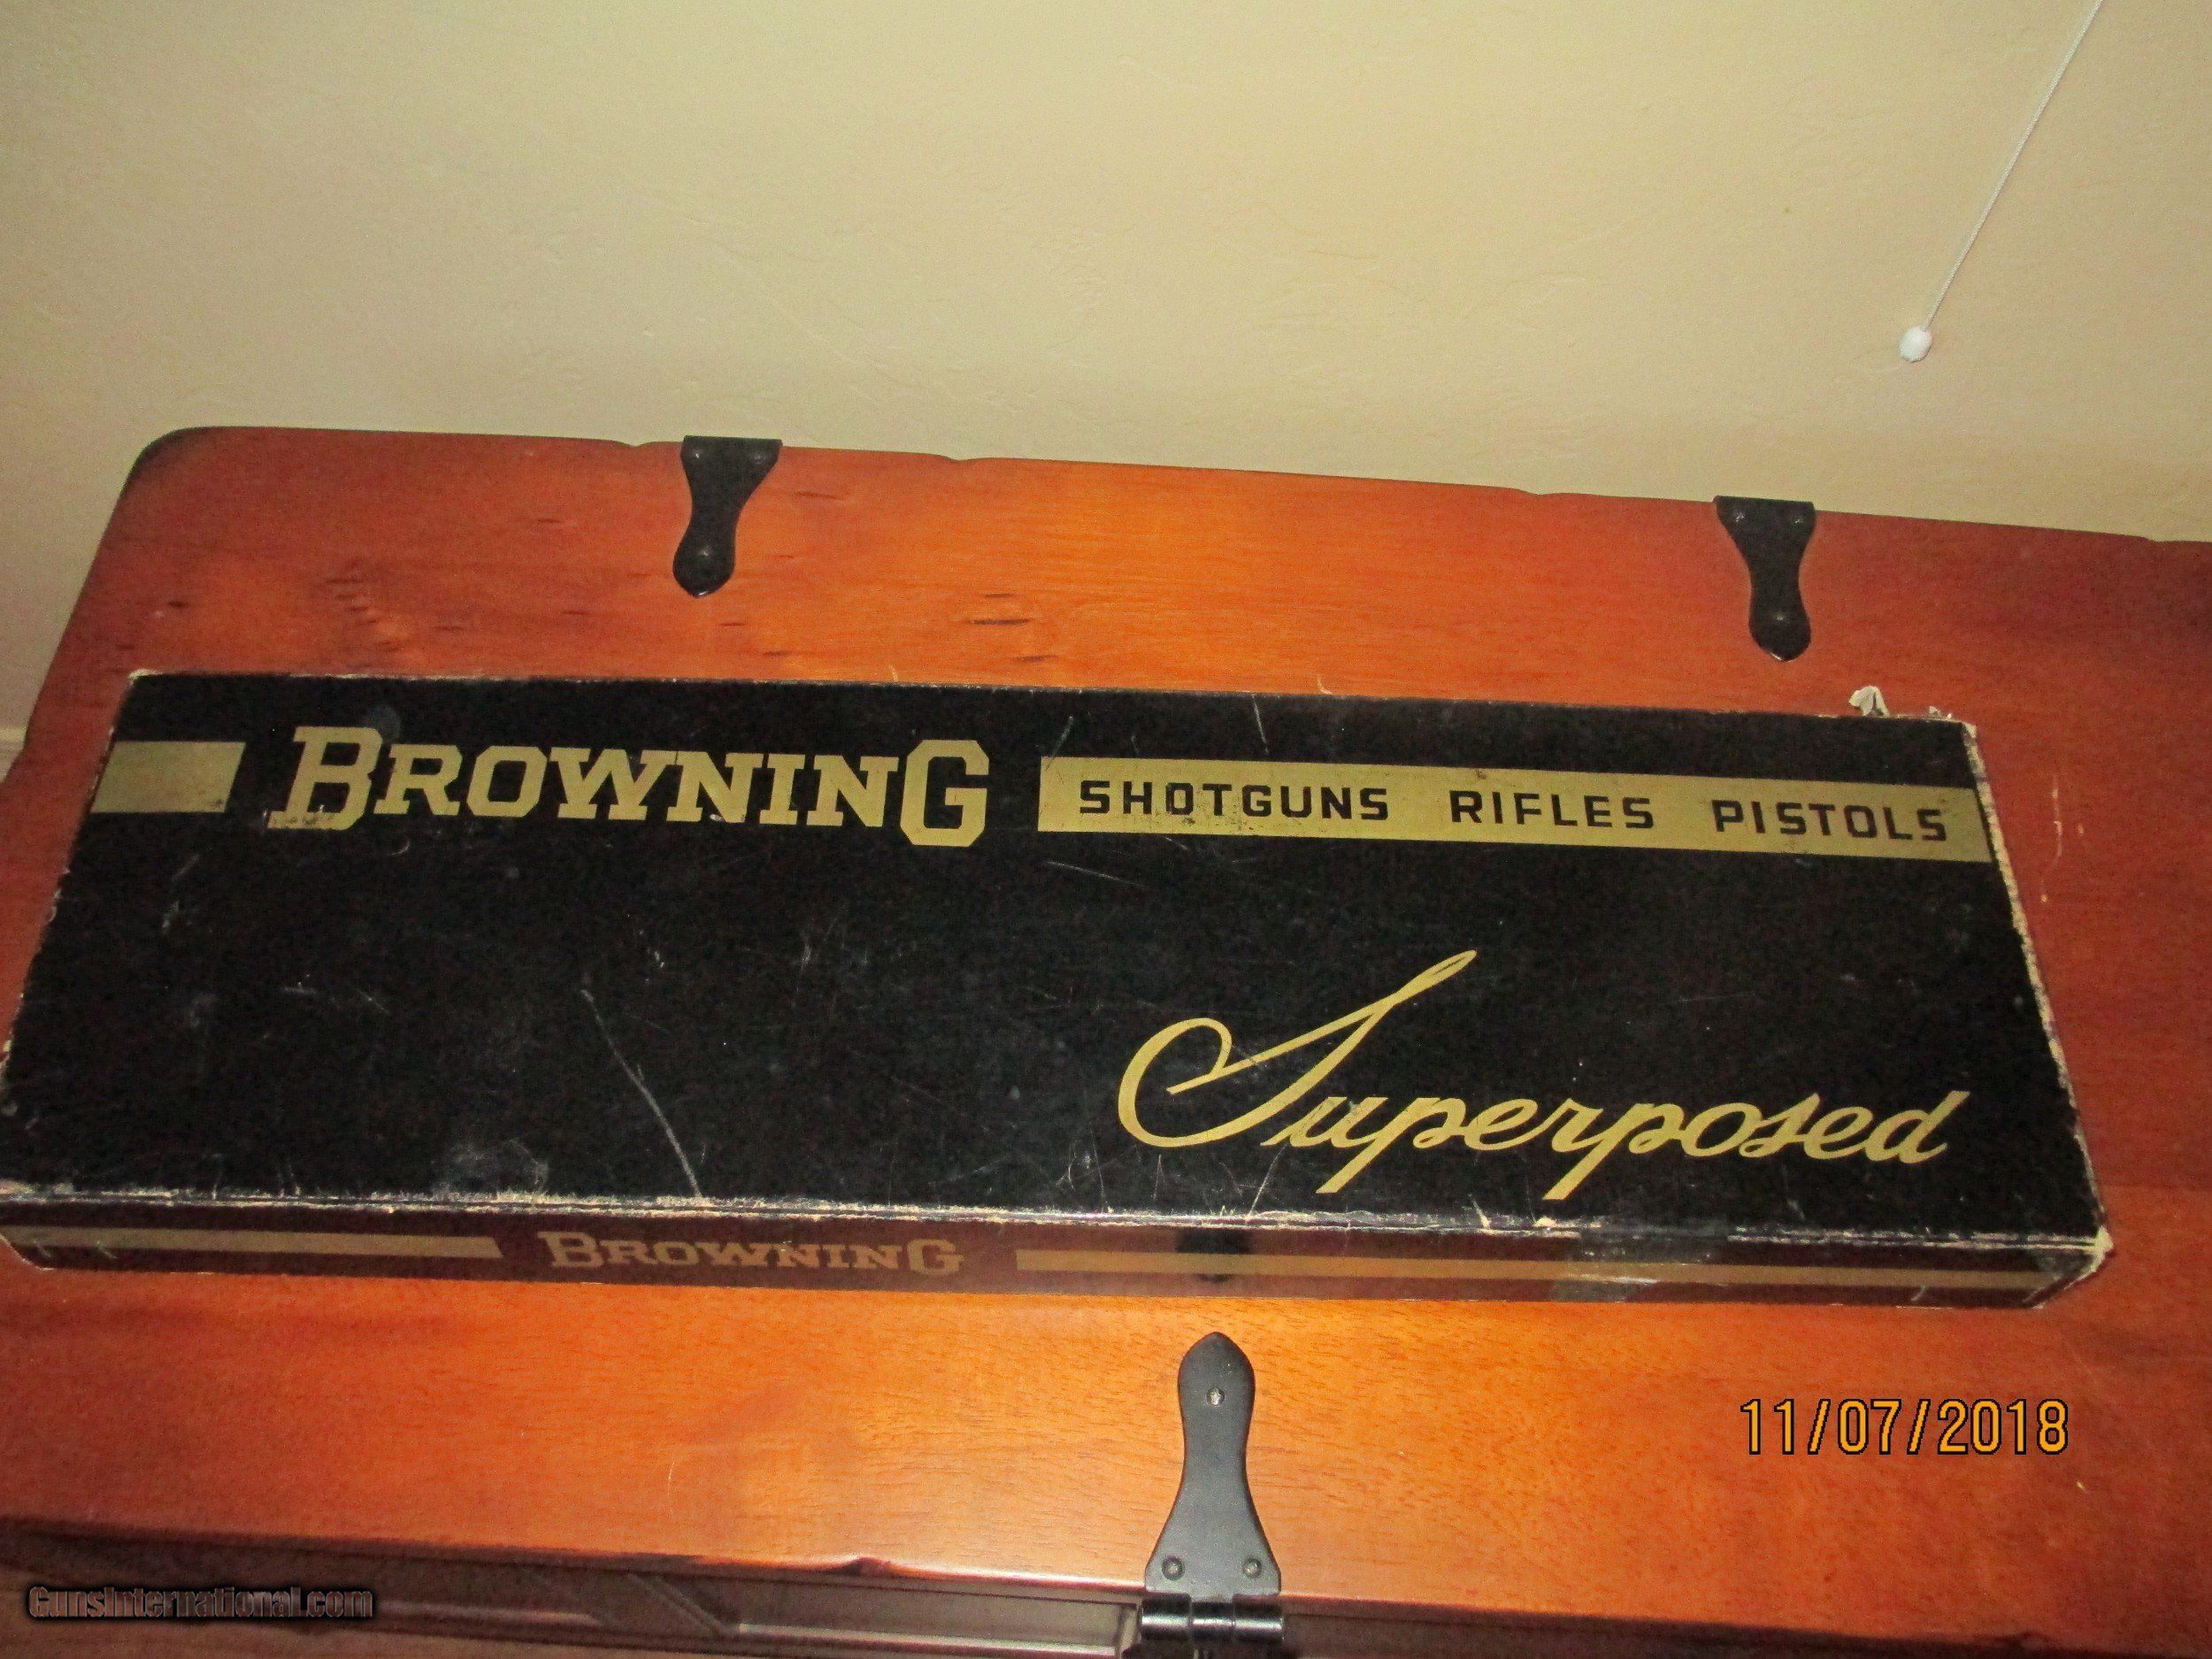 BROWNING SHOTGUNS RIFLES PISTOLS
Superposed
BROWNING
11/07/2018
GunsInternational.com